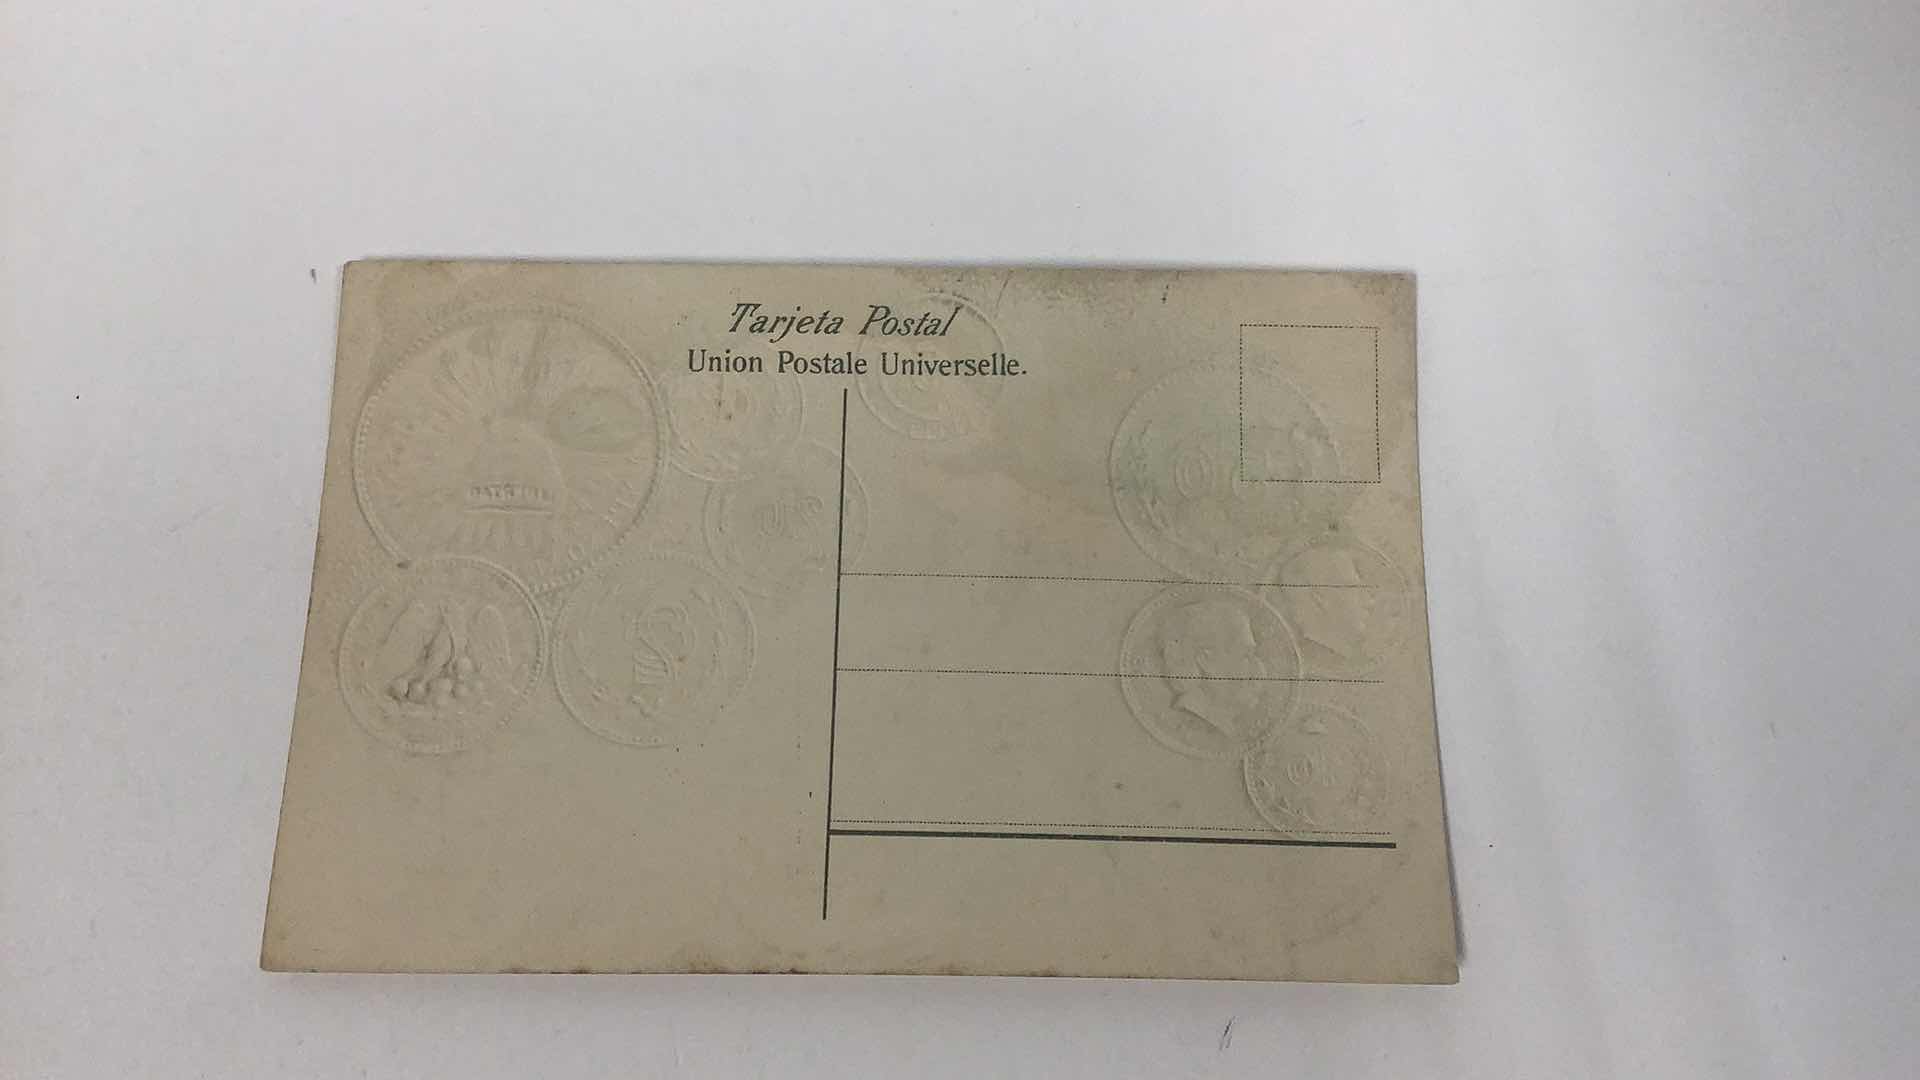 Tarjeta Postal
Union Postale Universelle.